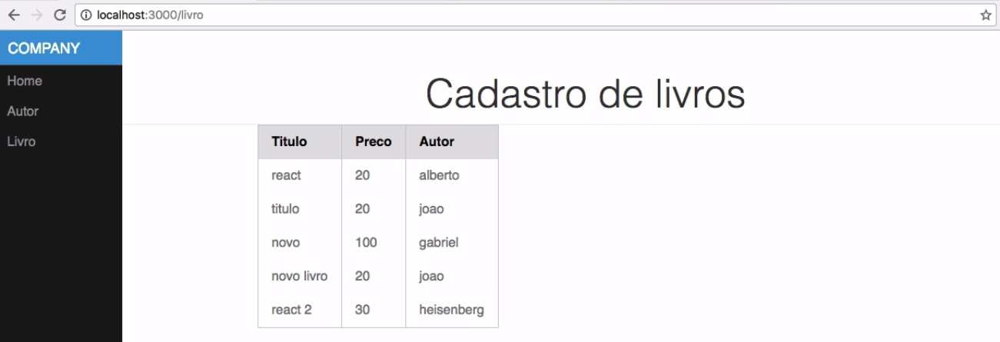 localhost:3000/livro
COMPANY
Home
Autor
Livro
Cadastro de livros
Titulo Preco Autor
react 20 alberto
titulo 20 joao
novo 100 gabriel
novo livro 20 joao
react 2 30 heisenberg